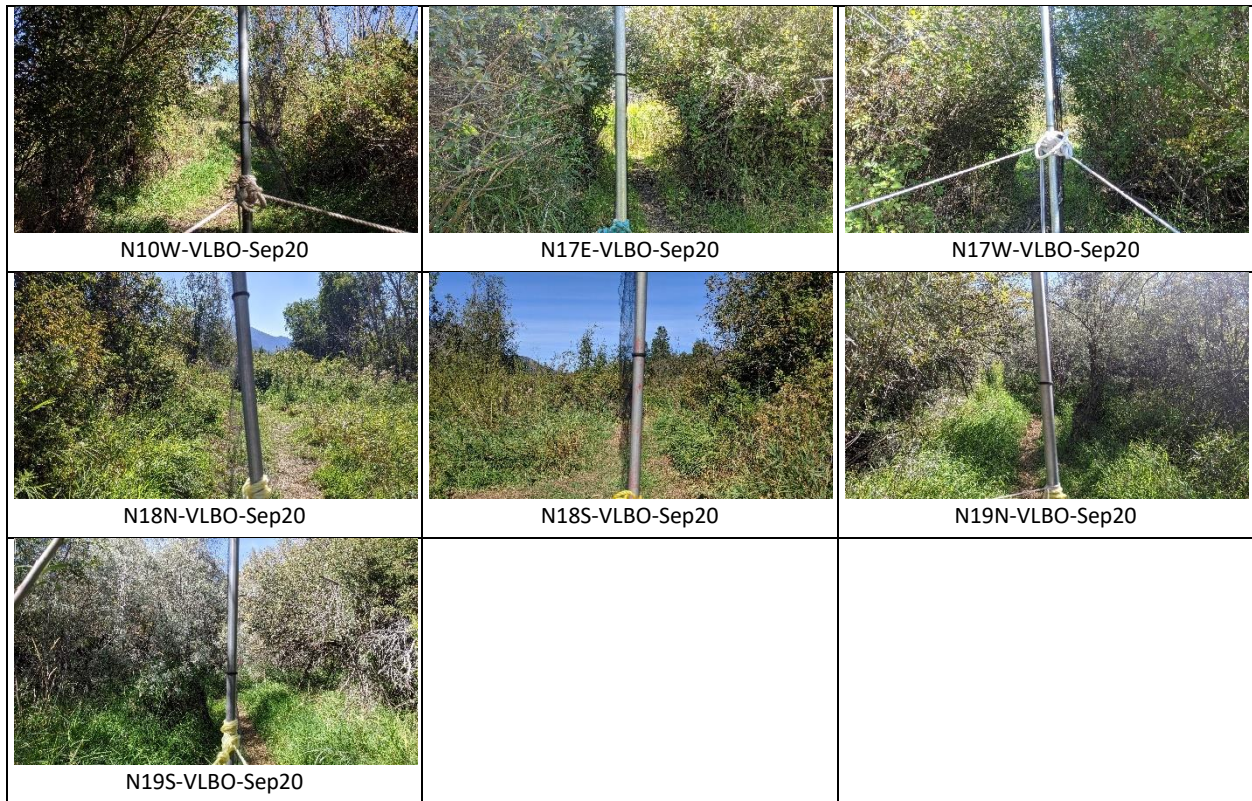 N10W-VLBO-Sep20
N17E-VLBO-Sep20
N17W-VLBO-Sep20
N18N-VLBO-Sep20
N18S-VLBO-Sep20
N19N-VLBO-Sep20
N19S-VLBO-Sep20